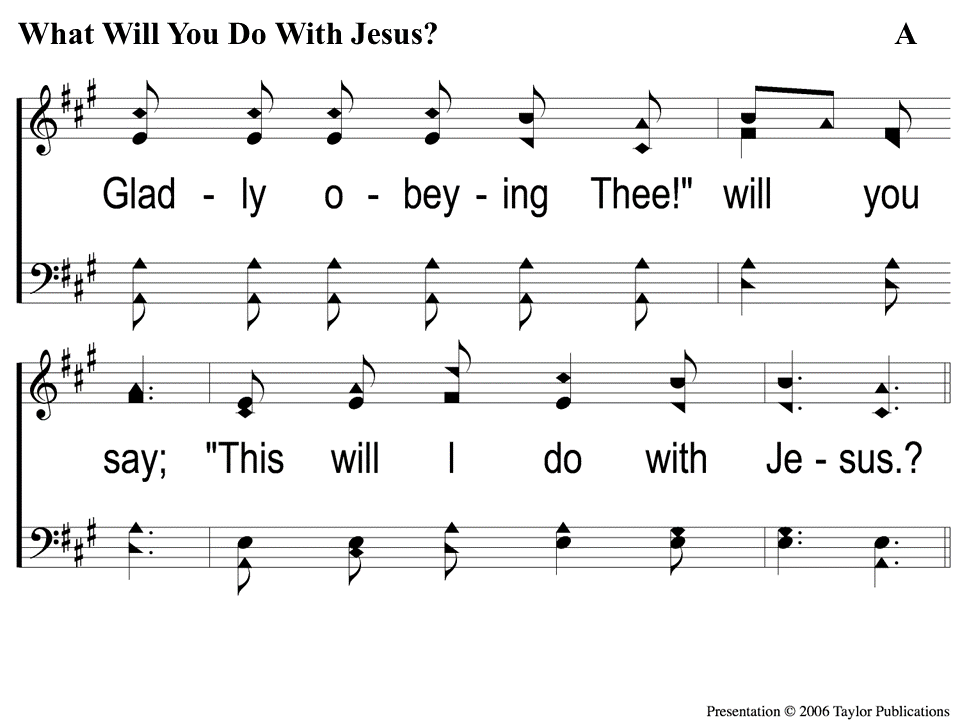 What Will You Do With Jesus? A
Glad - ly o - bey - ing Thee!" will you
say; "This will I do with Je - sus.?
Presentation © 2006 Taylor Publications